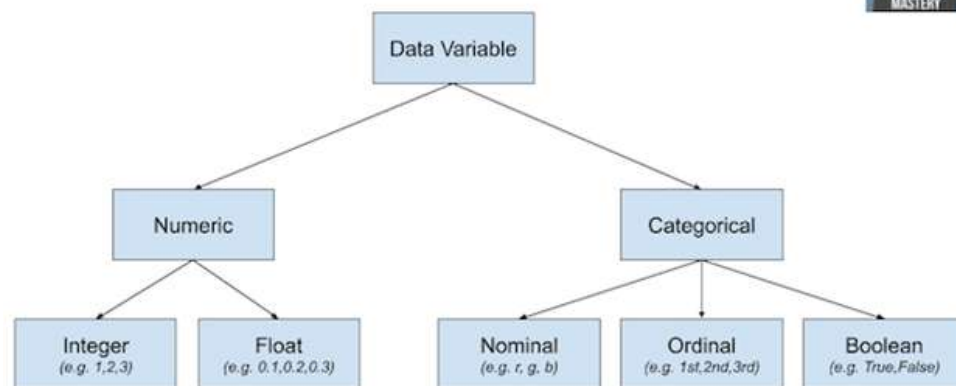 MASTERY
Data Variable
Numeric
Categorical
Integer
(e.g. 1,2,3)
Float
(e.g. 0.1,0.2,0.3)
Nominal
(e.g. r, g, b)
Ordinal
(e.g. 1st,2nd,3rd)
Boolean
(e.g. True,False)